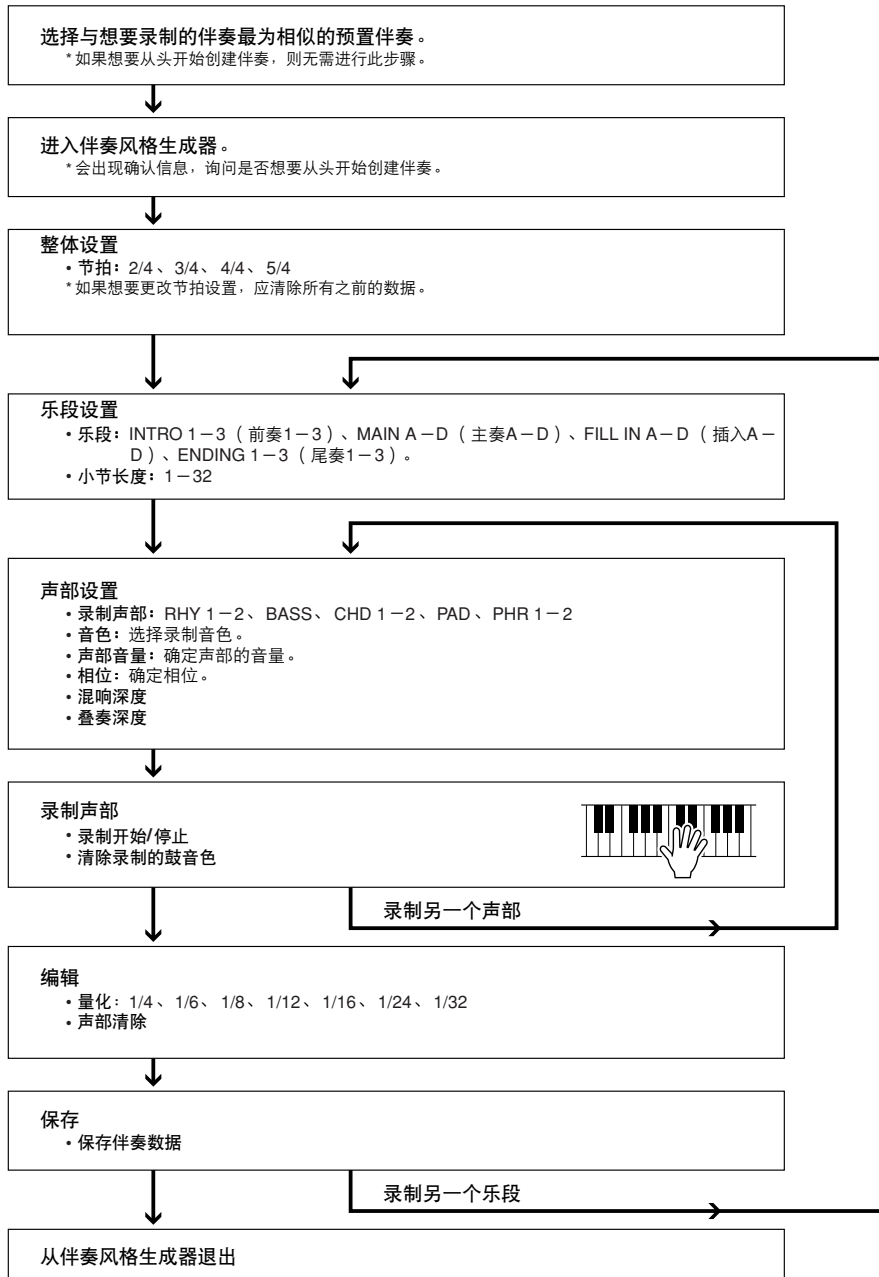 选择与想要录制的伴奏最为相似的预置伴奏。
*如果想要从头开始创建伴奏，则无需进行此步骤。
进入伴奏风格生成器。
*会出现确认信息，询问是否想要从头开始创建伴奏。
整体设置
•节拍：2/4、3/4、4/4、5/4
*如果想要更改节拍设置，应清除所有之前的数据。
乐段设置
•乐段：INTRO 1－3（前奏1－3）、MAIN A－D（主奏A－D）、FILL IN A－D（插入A－
D）、ENDING 1－3（尾奏1－3）。
•小节长度：1－32
声部设置
•录制声部：RHY 1－2、BASS、CHD 1－2、PAD、PHR 1－2
•音色：选择录制音色。
•声部音量：确定声部的音量。
•相位：确定相位。
•混响深度
•叠奏深度
录制声部
•录制开始/停止
•清除录制的鼓音色
录制另一个声部
编辑
•量化：1/4、1/6、1/8、1/12、1/16、1/24、1/32
•声部清除
保存
•保存伴奏数据
录制另一个乐段
从伴奏风格生成器退出